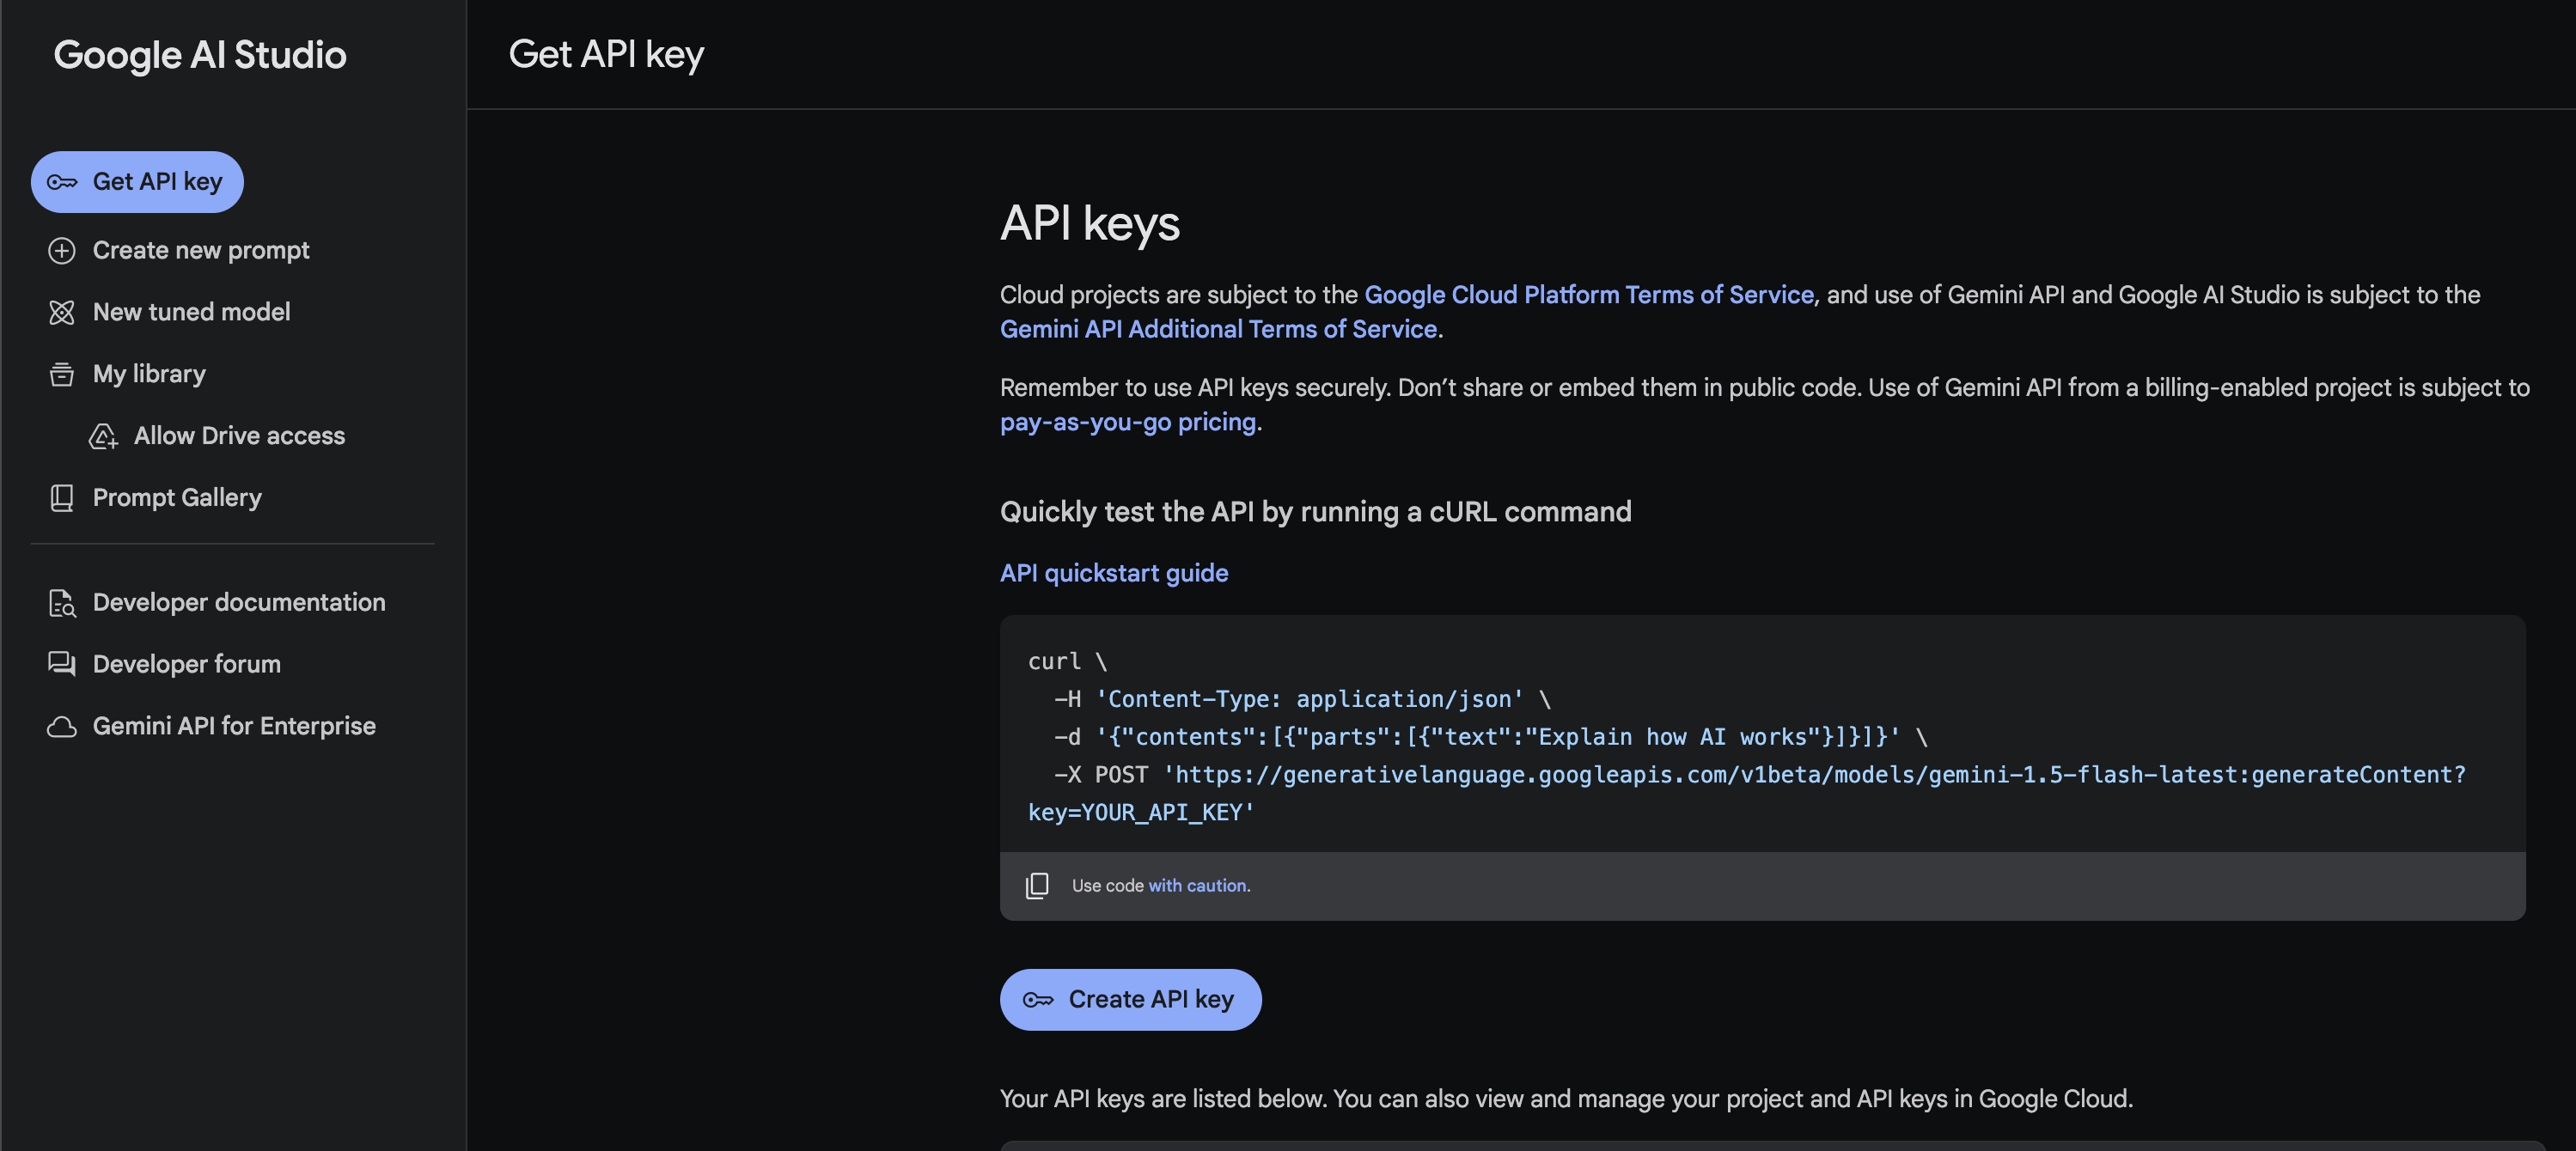 Google AI Studio
Get API key
Create new prompt
New tuned model
My library
Allow Drive access
Prompt Gallery
Developer documentation
Developer forum
Gemini API for Enterprise
Get API key
API keys
Cloud projects are subject to the Google Cloud Platform Terms of Service, and use of Gemini API and Google AI Studio is subject to the
Gemini API Additional Terms of Service.
Remember to use API keys securely. Don’t share or embed them in public code. Use of Gemini API from a billing-enabled project is subject to
pay-as-you-go pricing.
Quickly test the API by running a cURL command
API quickstart guide
curl \
  -H 'Content-Type: application/json' \
  -d '{"contents":[{"parts":[{"text":"Explain how AI works"}]}]}' \
  -X POST 'https://generativelanguage.googleapis.com/v1beta/models/gemini-1.5-flash-latest:generateContent?
key=YOUR_API_KEY'
Use code with caution.
Create API key
Your API keys are listed below. You can also view and manage your project and API keys in Google Cloud.